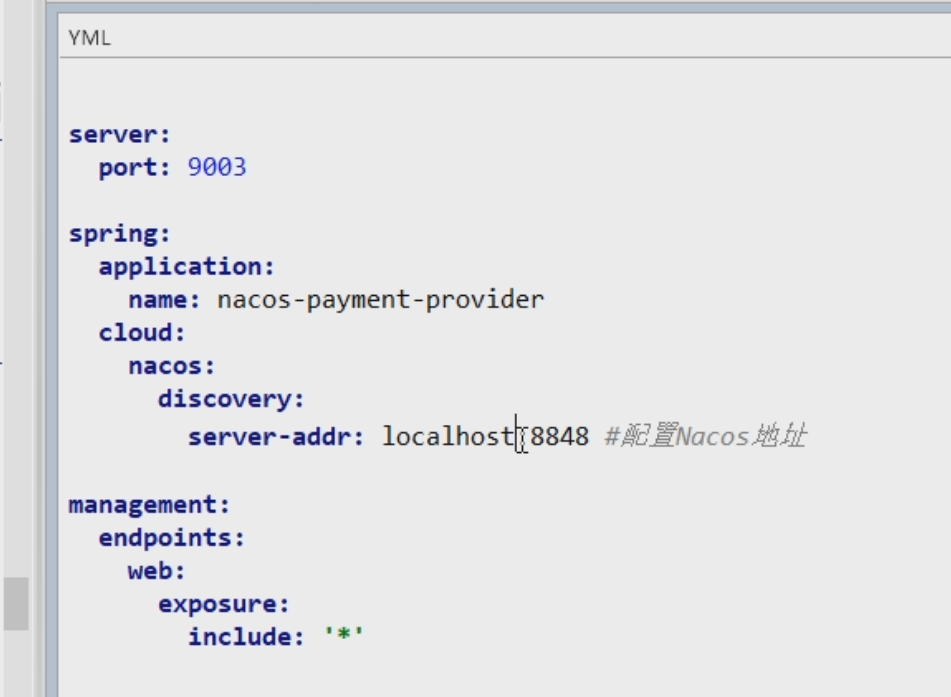 YML
server:
port: 9003
spring:
application:
name: nacos-payment-provider
cloud:
nacos:
discovery:
server-addr: localhost:8848 #配置Nacos地址
management:
endpoints:
web:
exposure:
include: '*'